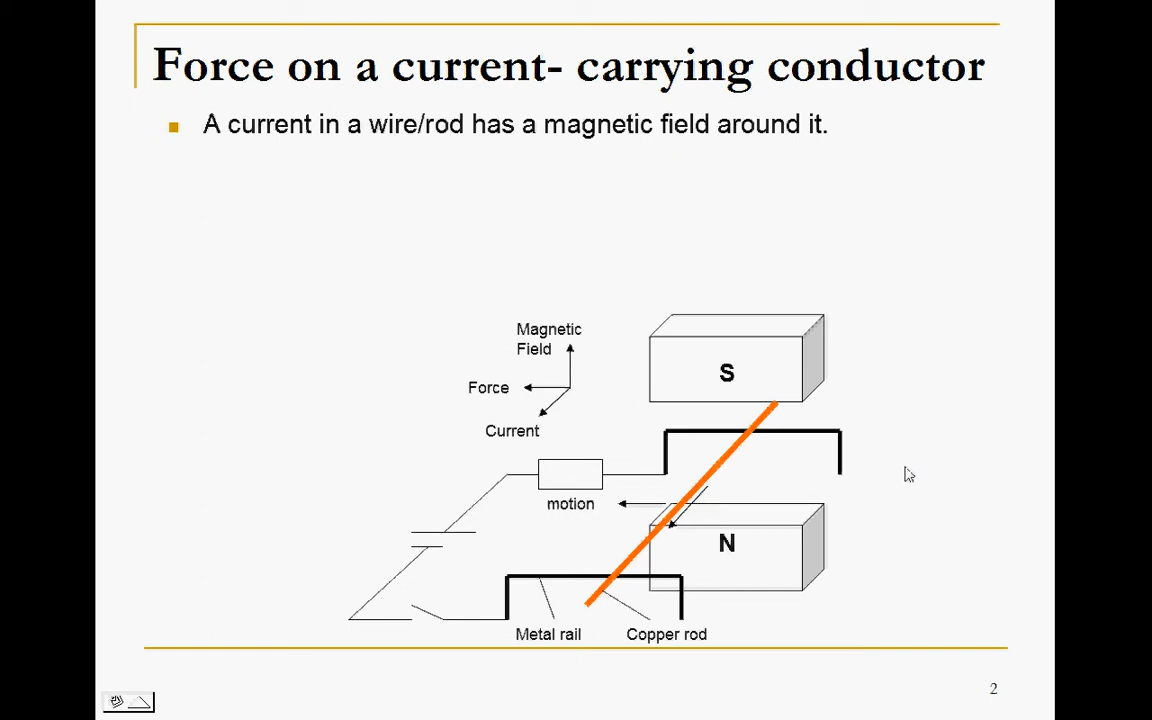 Force on a current- carrying conductor
A current in a wire/rod has a magnetic field around it.
Magnetic
Field
S
Force
Current
motion
N
Metal rail
Copper rod
2